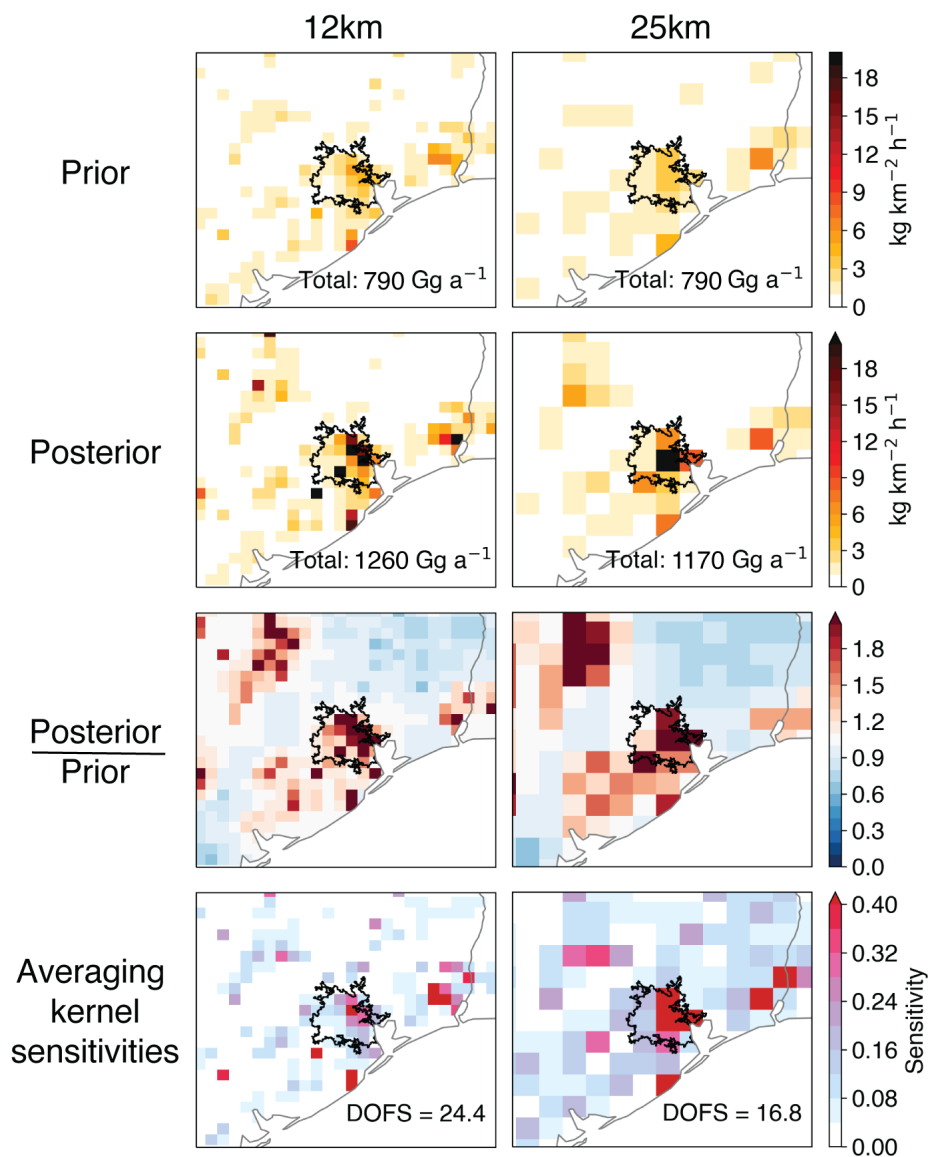 12km
25km
Prior
Total: 790 Gg a⁻¹
Total: 790 Gg a⁻¹
18
15
12
9
6
3
0
kg km⁻² h⁻¹
Posterior
Total: 1260 Gg a⁻¹
Total: 1170 Gg a⁻¹
18
15
12
9
6
3
0
kg km⁻² h⁻¹
Posterior
Prior
1.8
1.5
1.2
0.9
0.6
0.3
0.0
Averaging
kernel
sensitivities
DOFS = 24.4
DOFS = 16.8
0.40
0.32
0.24
0.16
0.08
0.00
Sensitivity